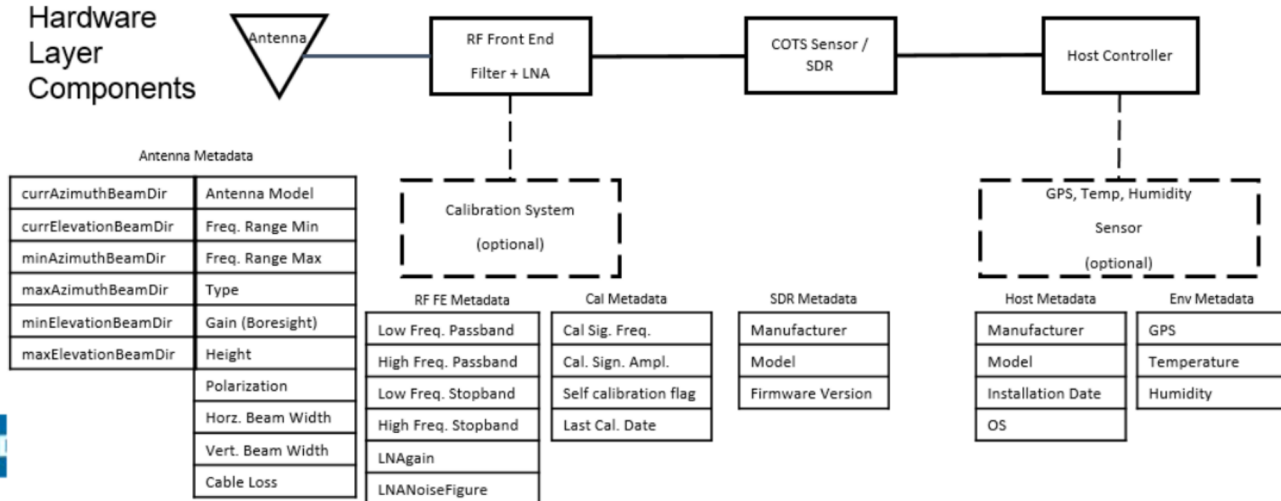 Hardware
Layer
Components
Antenna
RF Front End
Filter + LNA
COTS Sensor /
SDR
Host Controller
Calibration System
(optional)
GPS, Temp, Humidity
Sensor
(optional)
Antenna Metadata
currAzimuthBeamDir
Antenna Model
currElevationBeamDir
Freq. Range Min
minAzimuthBeamDir
Freq. Range Max
maxAzimuthBeamDir
Type
minElevationBeamDir
Gain (Boresight)
maxElevationBeamDir
Height
Polarization
Horz. Beam Width
Vert. Beam Width
Cable Loss
RF FE Metadata
Low Freq. Passband
High Freq. Passband
Low Freq. Stopband
High Freq. Stopband
LNAgain
LNANoiseFigure
Cal Metadata
Cal Sig. Freq.
Cal. Sign. Ampl.
Self calibration flag
Last Cal. Date
SDR Metadata
Manufacturer
Model
Firmware Version
Host Metadata
Manufacturer
Model
Installation Date
OS
Env Metadata
GPS
Temperature
Humidity